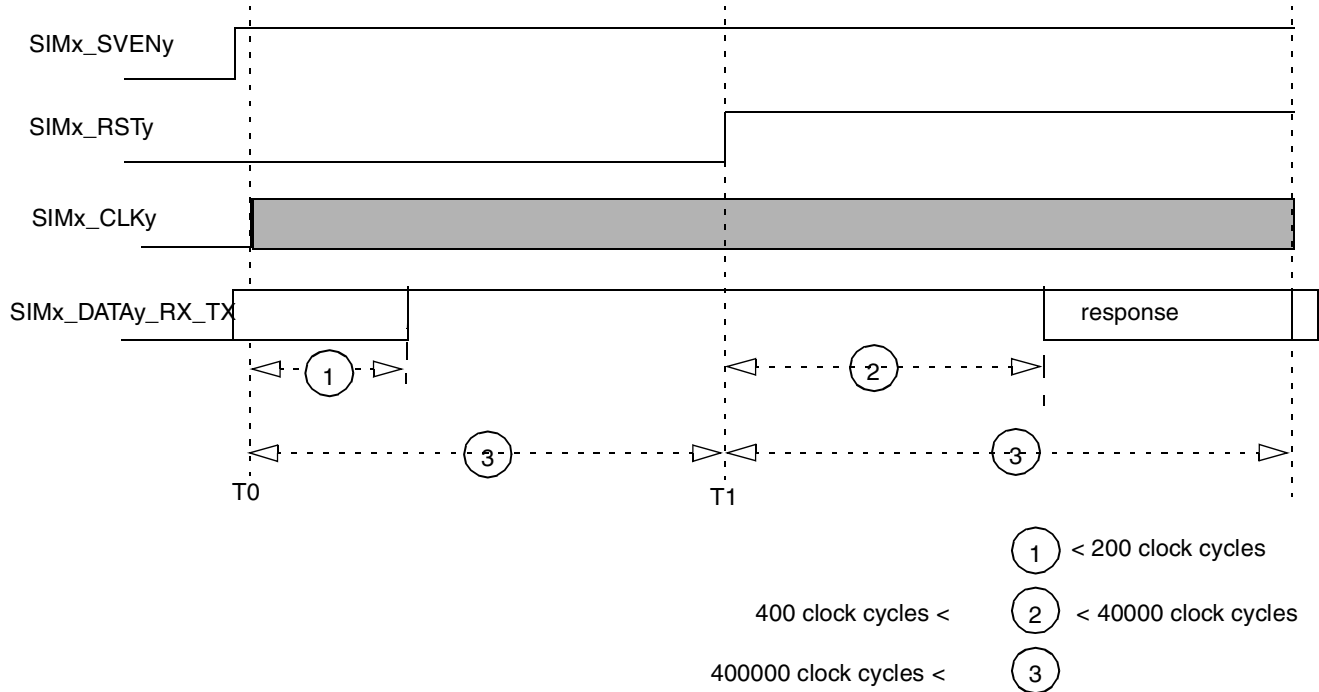 SIMx_SVENy
SIMx_RSTy
SIMx_CLKy
SIMx_DATAy_RX_TX
response
1
2
3
3
T0
T1
1 < 200 clock cycles
400 clock cycles < 2 < 40000 clock cycles
400000 clock cycles < 3